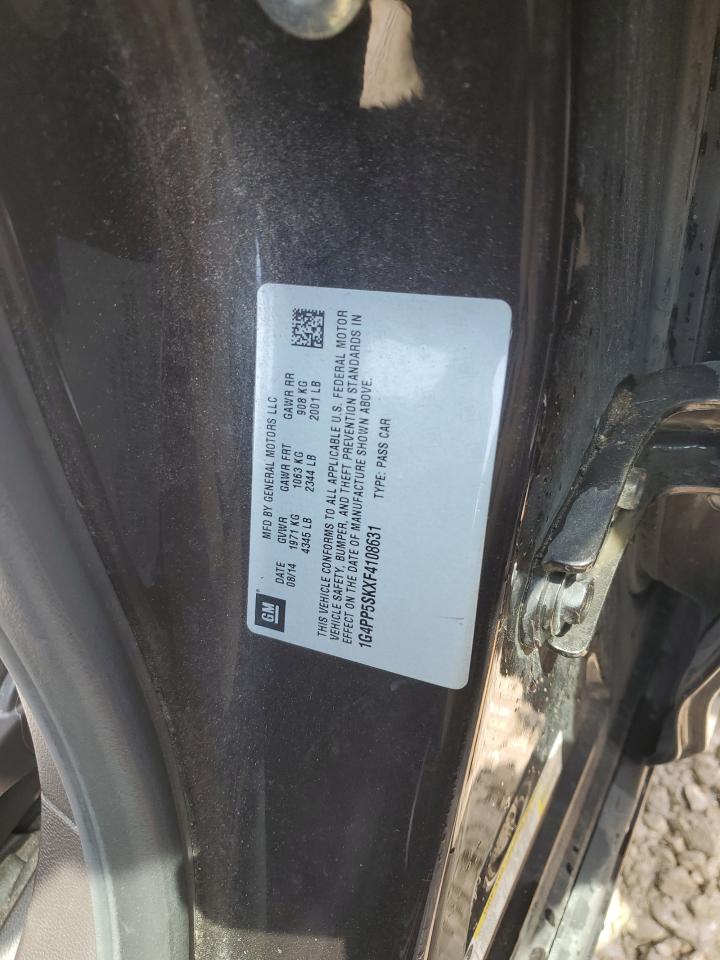 GM®
MFD BY GENERAL MOTORS LLC
DATE GVWR GAWR FRT GAWR RR
08/14 1971 KG 1063 KG 908 KG
4345 LB 2344 LB 2001 LB
THIS VEHICLE CONFORMS TO ALL APPLICABLE U.S. FEDERAL MOTOR
VEHICLE SAFETY, BUMPER, AND THEFT PREVENTION STANDARDS IN
EFFECT ON THE DATE OF MANUFACTURE SHOWN ABOVE.
1G4PP5SKXF4108631 TYPE: PASS CAR